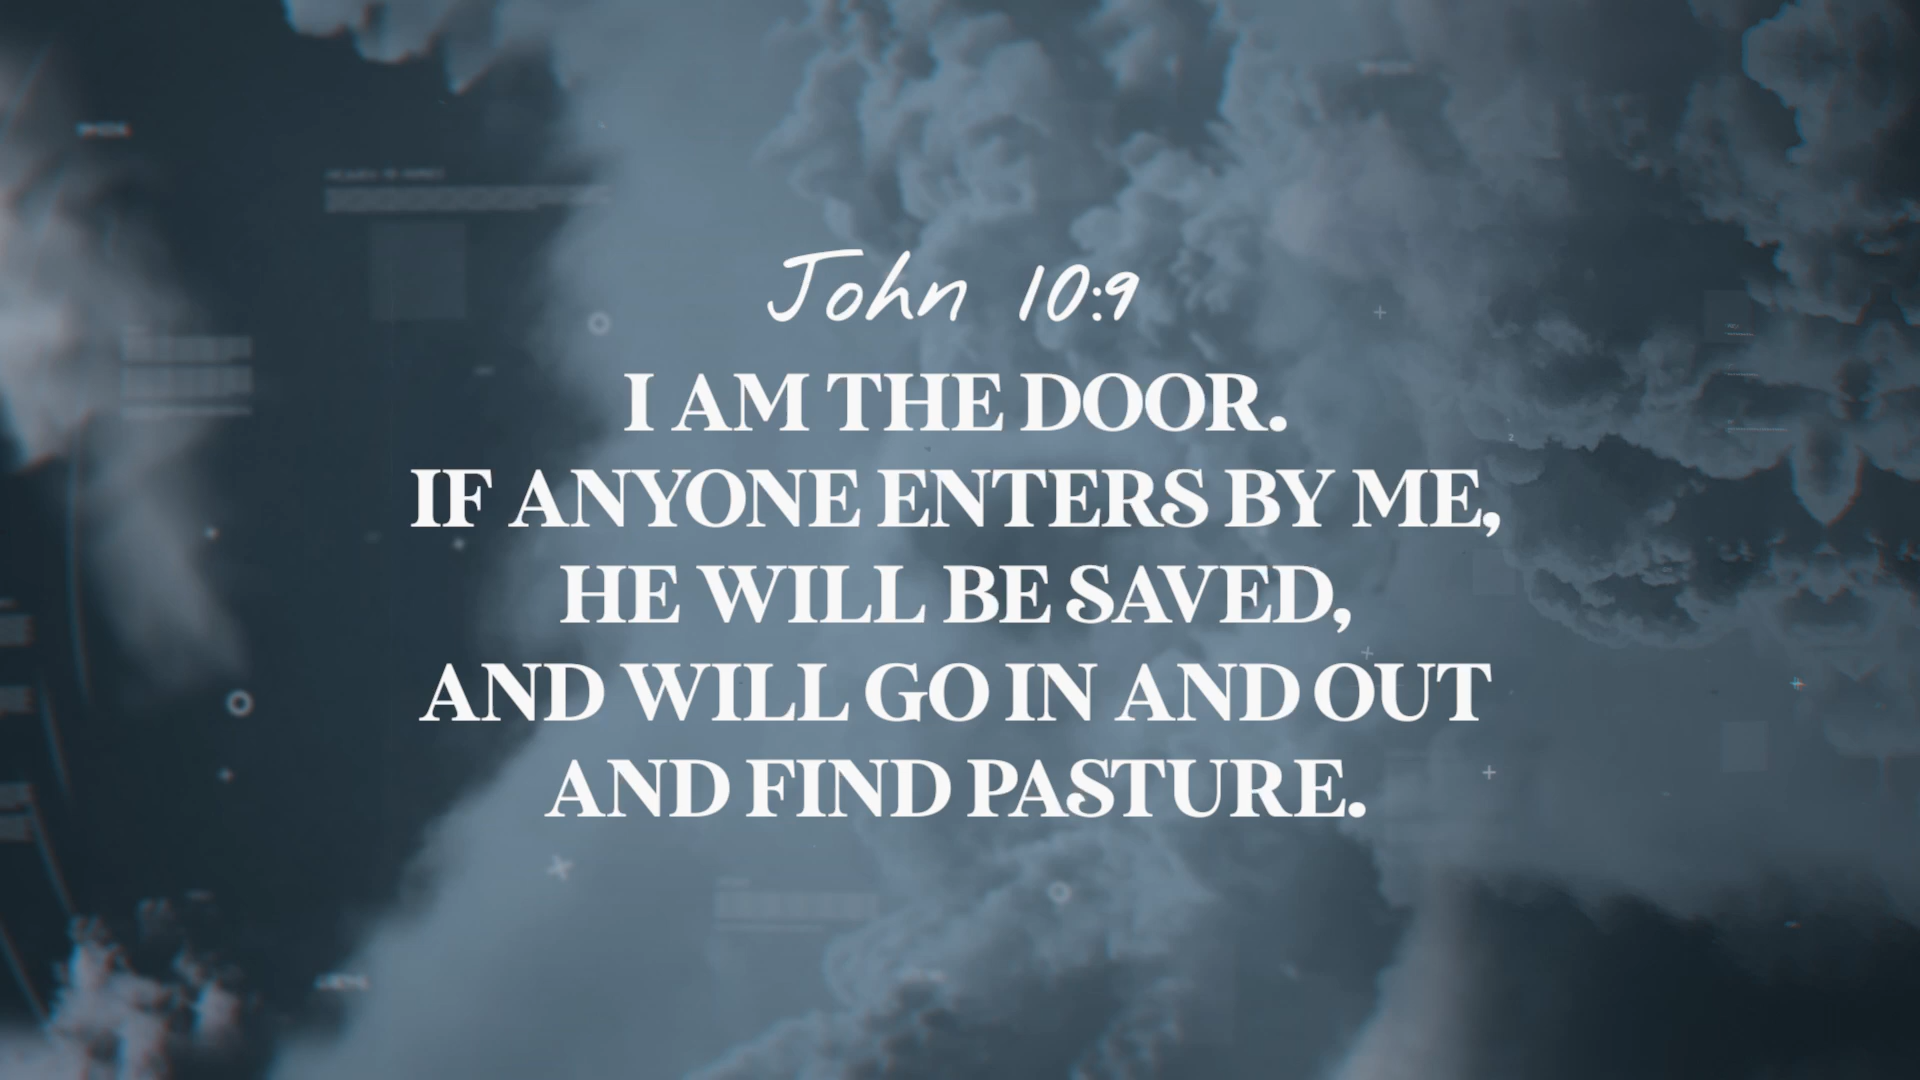 John 10:9
I AM THE DOOR.
IF ANYONE ENTERS BY ME,
HE WILL BE SAVED,
AND WILL GO IN AND OUT
AND FIND PASTURE.